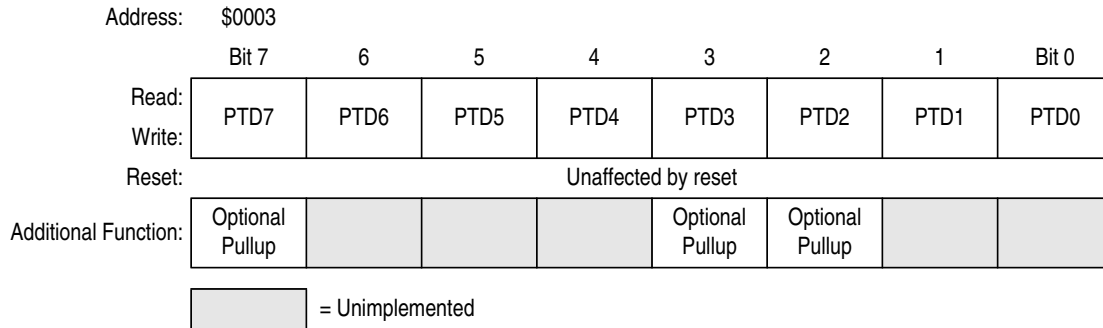 Address: $0003
Bit 7 6 5 4 3 2 1 Bit 0
Read:
Write:
PTD7 PTD6 PTD5 PTD4 PTD3 PTD2 PTD1 PTD0
Reset: Unaffected by reset
Additional Function: Optional Pullup Optional Pullup Optional Pullup
= Unimplemented